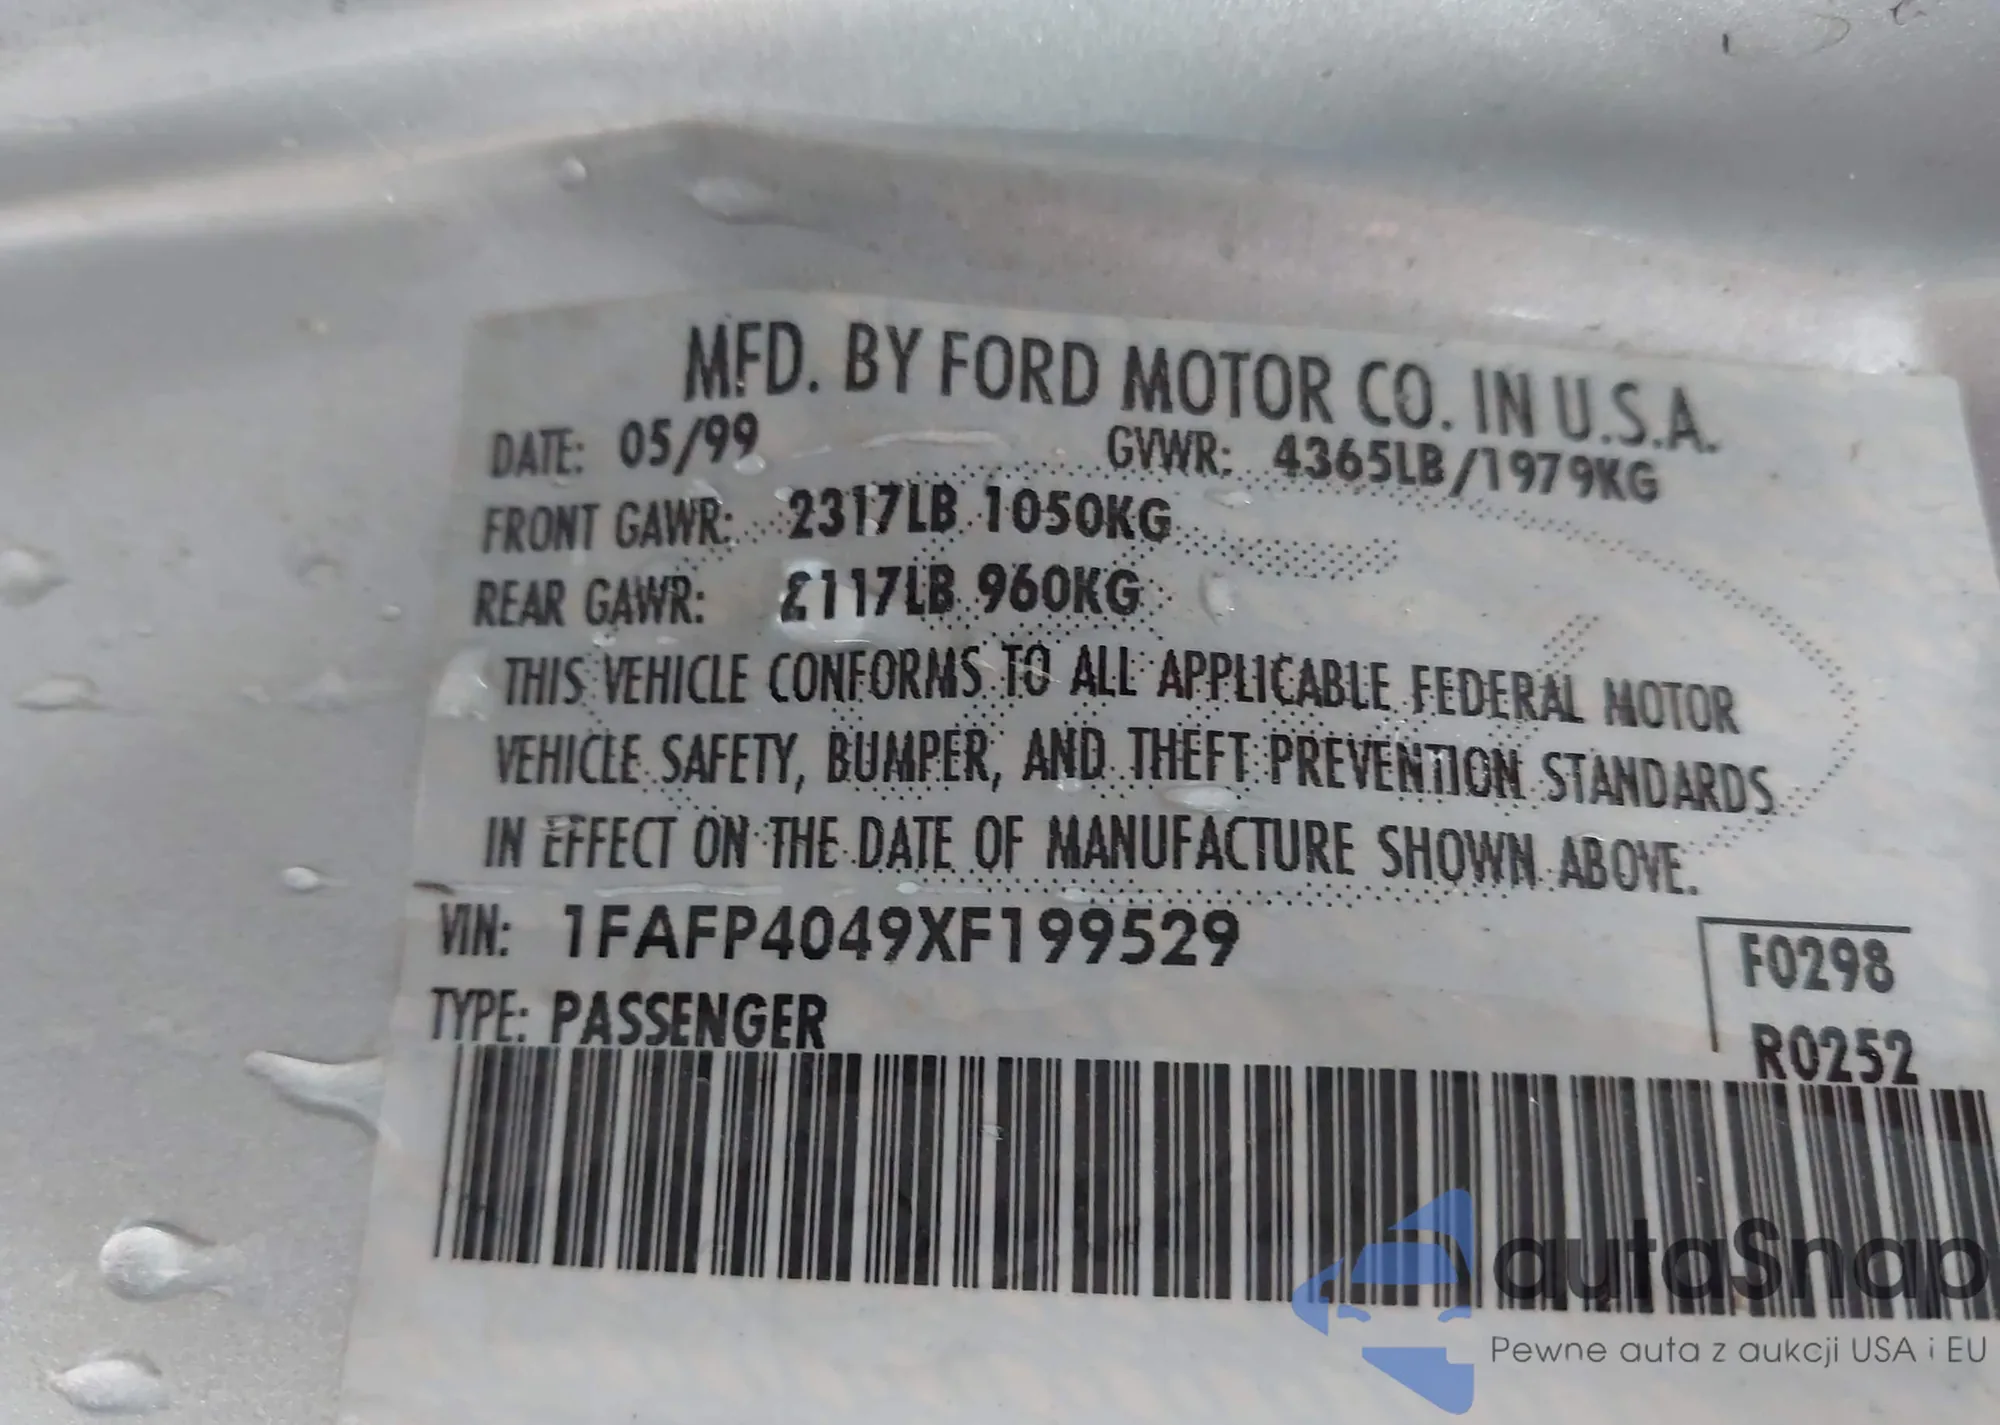 MFD. BY FORD MOTOR CO. IN U.S.A.
DATE: 05/99 GVWR: 4365LB/1979KG
FRONT GAWR: 2317LB 1050KG
REAR GAWR: 2117LB 960KG
THIS VEHICLE CONFORMS TO ALL APPLICABLE FEDERAL MOTOR
VEHICLE SAFETY, BUMPER, AND THEFT PREVENTION STANDARDS
IN EFFECT ON THE DATE OF MANUFACTURE SHOWN ABOVE.
VIN: 1FAFP4049XF199529
F0298
TYPE: PASSENGER
R0252
autaSnap
Pewne auta z aukcji USA i EU